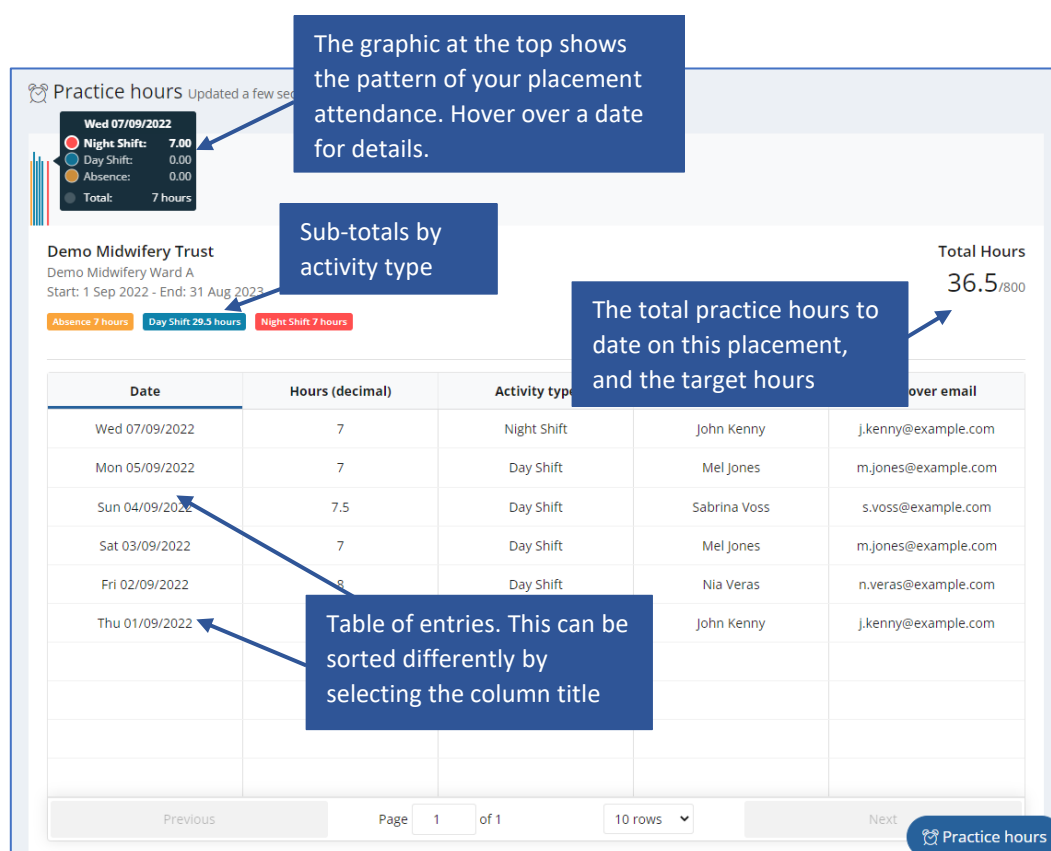 The graphic at the top shows
the pattern of your placement
attendance. Hover over a date
for details.
Practice hours Updated a few
Wed 07/09/2022
Night Shift: 7.00
Day Shift: 0.00
Absence: 0.00
Total: 7 hours
Sub-totals by
activity type
Demo Midwifery Trust
Demo Midwifery Ward A
Start: 1 Sep 2022 - End: 31 Aug 2023
Absence 7 hours Day Shift 29.5 hours Night Shift 7 hours
Total Hours
36.5/800
The total practice hours to
date on this placement,
and the target hours
Date Hours (decimal) Activity type over email
Wed 07/09/2022 7 Night Shift John Kenny j.kenny@example.com
Mon 05/09/2022 7 Day Shift Mel Jones m.jones@example.com
Sun 04/09/2022 7.5 Day Shift Sabrina Voss s.voss@example.com
Sat 03/09/2022 7 Day Shift Mel Jones m.jones@example.com
Fri 02/09/2022 8 Day Shift Nia Veras n.veras@example.com
Thu 01/09/2022 John Kenny j.kenny@example.com
Table of entries. This can be
sorted differently by
selecting the column title
Previous Page 1 of 1 10 rows Next
Practice hours